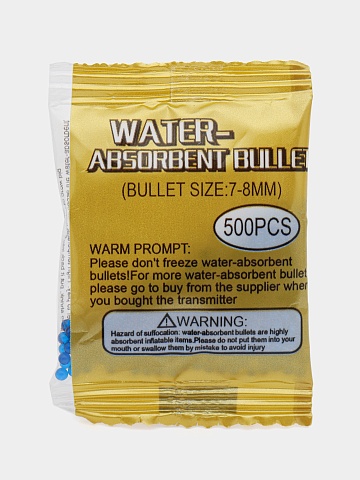 WATER-
ABSORBENT BULLE
(BULLET SIZE:7-8MM)
500PCS
WARM PROMPT:
Please don't freeze water-absorbent
bullets!For more water-absorbent bullet
please go to buy from the supplier wher
you bought the transmitter
⚠WARNING:
Hazard of suffocation: water-absorbent bullets are highly
absorbent inflatable items.Please do not put them into your
mouth or swallow them by mistake to avoid injury